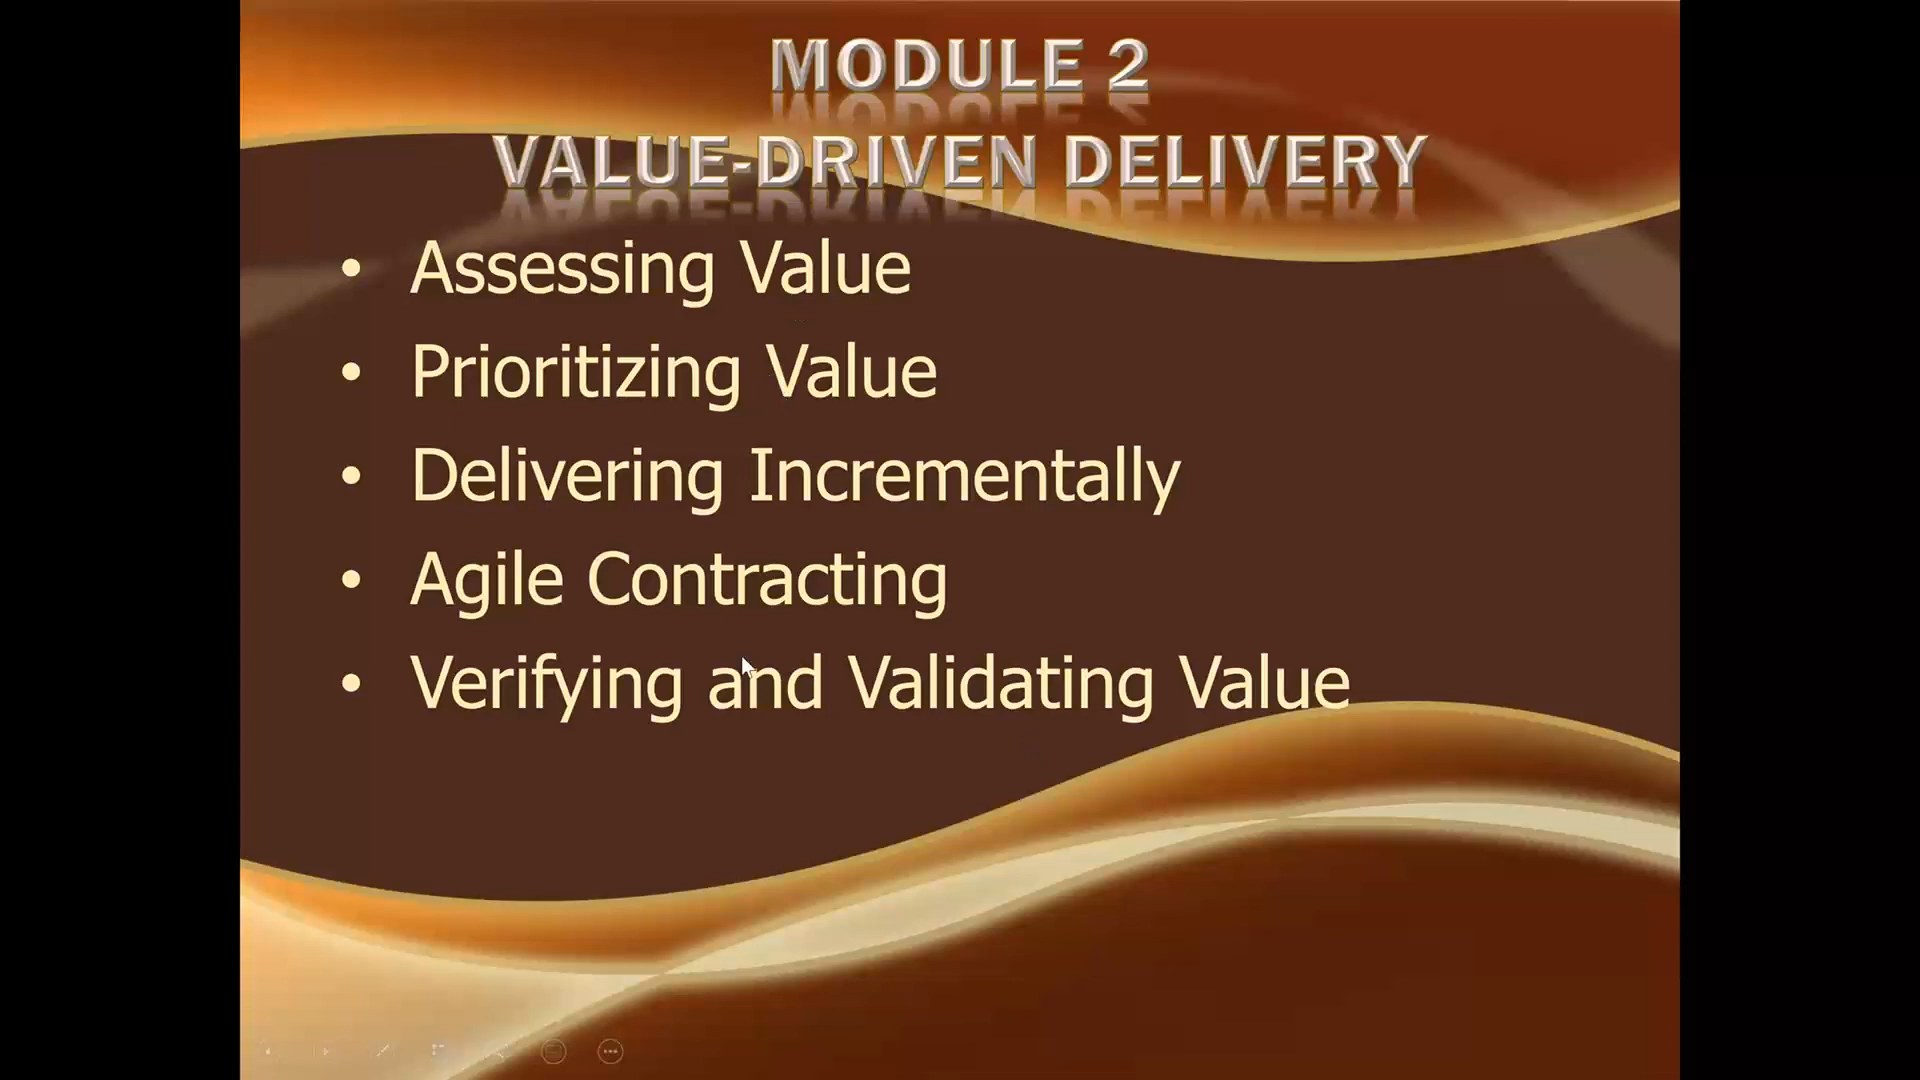 MODULE 2
VALUE-DRIVEN DELIVERY
• Assessing Value
• Prioritizing Value
• Delivering Incrementally
• Agile Contracting
• Verifying and Validating Value